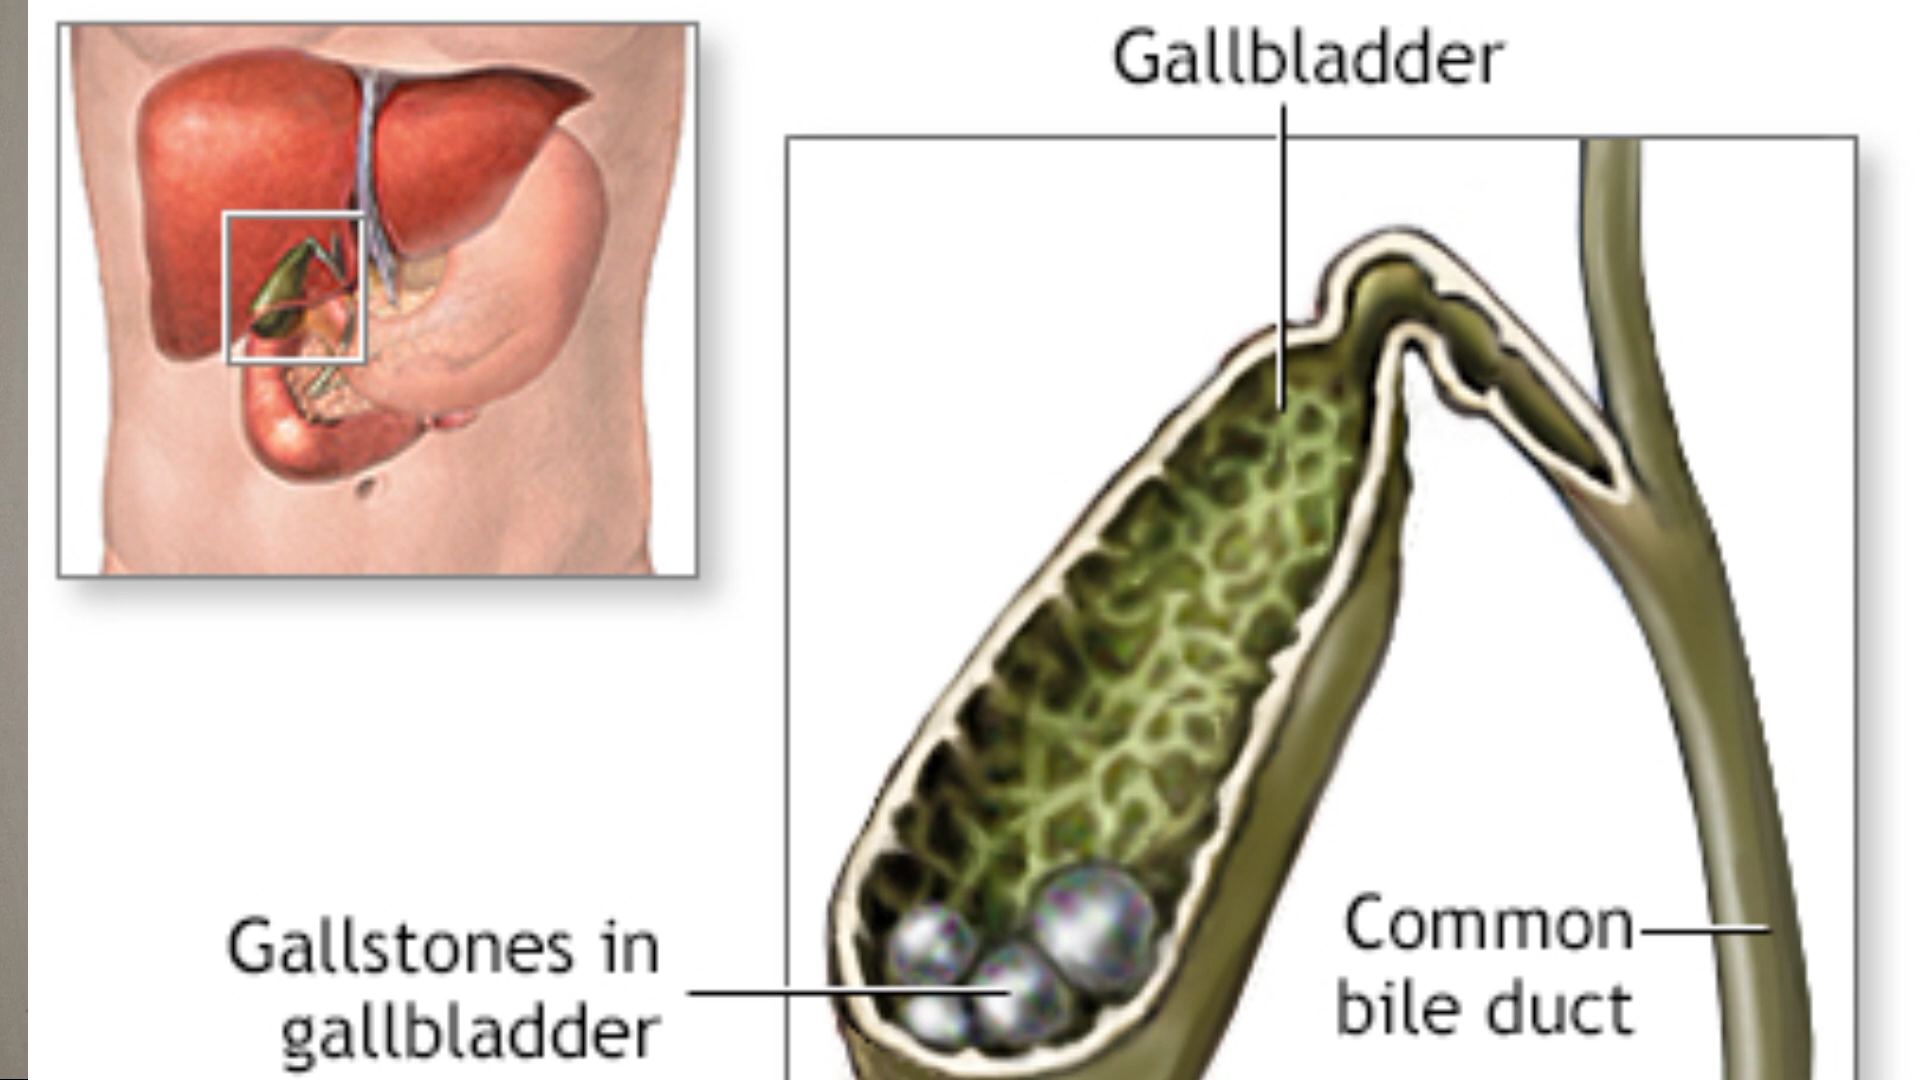 Gallbladder
Gallstones in
gallbladder
Common
bile duct